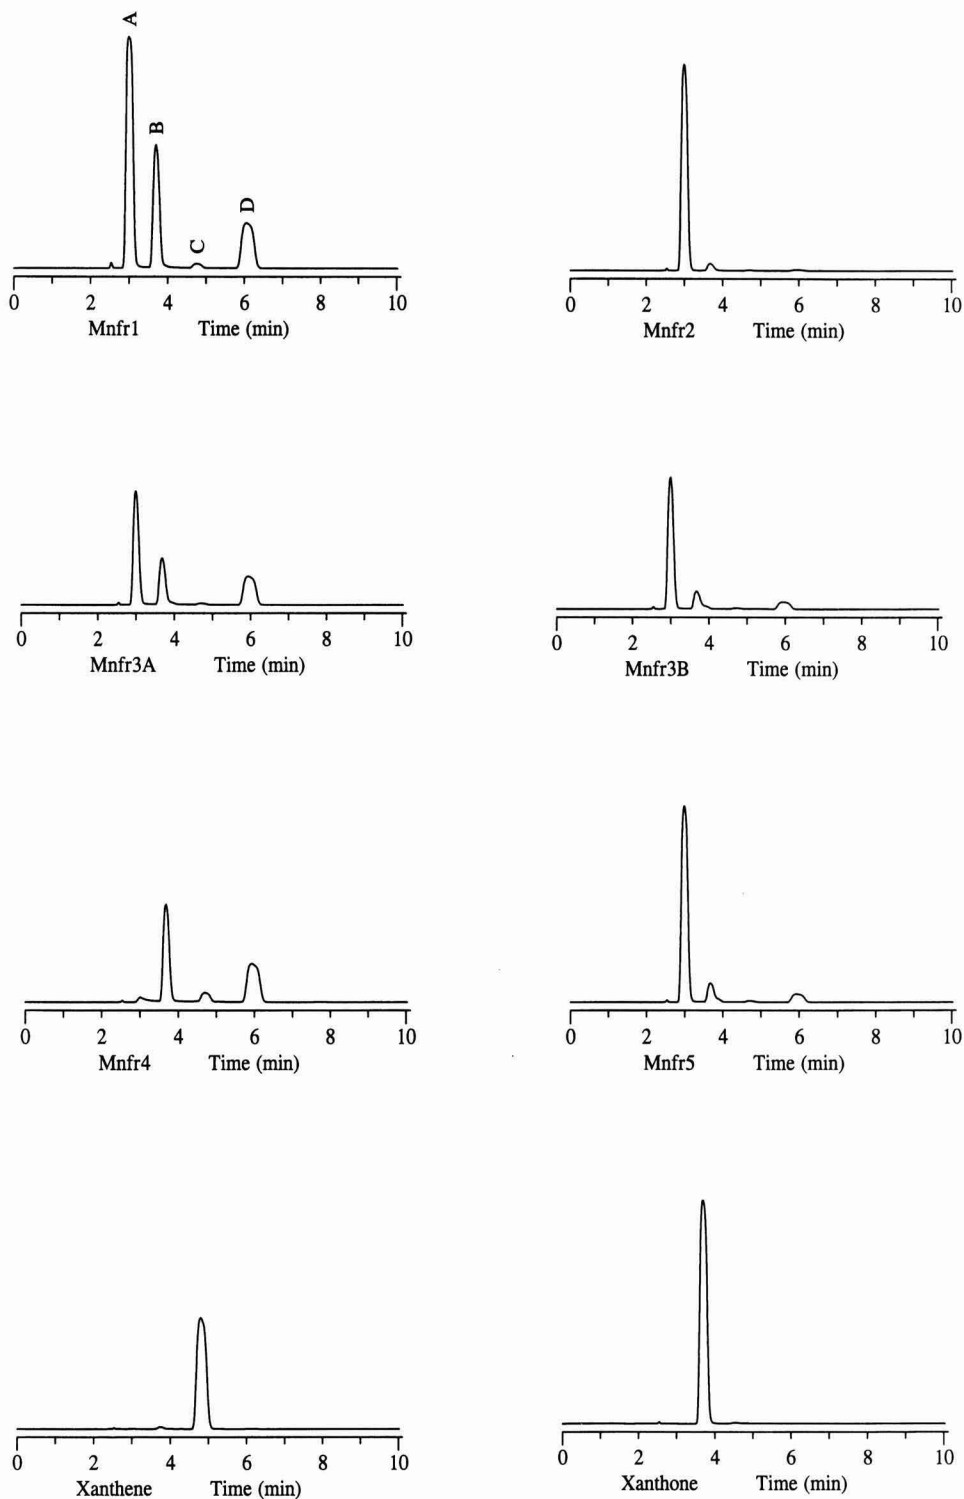 A
B
C
D
0 2 4 6 8 10
Mnfr1 Time (min)
0 2 4 6 8 10
Mnfr2 Time (min)
0 2 4 6 8 10
Mnfr3A Time (min)
0 2 4 6 8 10
Mnfr3B Time (min)
0 2 4 6 8 10
Mnfr4 Time (min)
0 2 4 6 8 10
Mnfr5 Time (min)
0 2 4 6 8 10
Xanthene Time (min)
0 2 4 6 8 10
Xanthone Time (min)